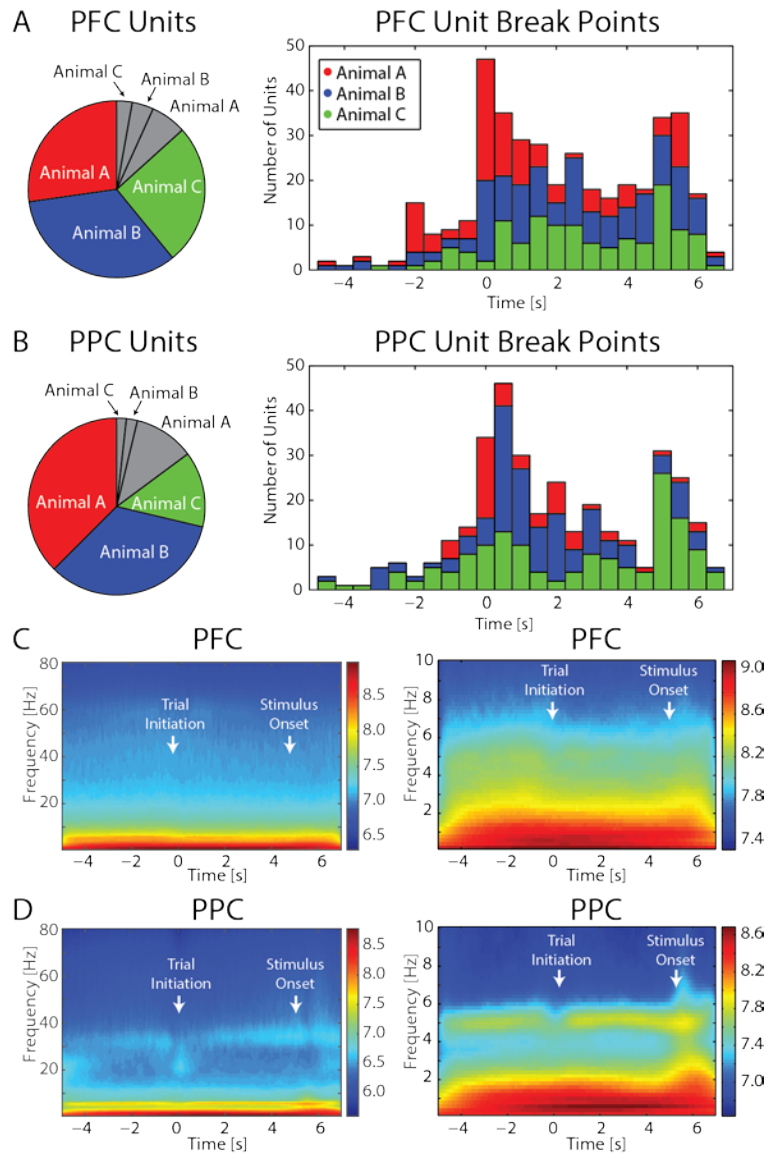 A
PFC Units
Animal C
Animal B
Animal A
Animal A
Animal C
Animal B
PFC Unit Break Points
Number of Units
50
40
30
20
10
0
Animal A
Animal B
Animal C
−4 −2 0 2 4 6
Time [s]
B
PPC Units
Animal C
Animal B
Animal A
Animal A
Animal C
Animal B
PPC Unit Break Points
Number of Units
50
40
30
20
10
0
−4 −2 0 2 4 6
Time [s]
C
PFC
Frequency [Hz]
80
60
40
20
Trial
Initiation
Stimulus
Onset
−4 −2 0 2 4 6
Time [s]
8.5
8.0
7.5
7.0
6.5
PFC
Frequency [Hz]
10
8
6
4
2
Trial
Initiation
Stimulus
Onset
−4 −2 0 2 4 6
Time [s]
9.0
8.6
8.2
7.8
7.4
D
PPC
Frequency [Hz]
80
60
40
20
Trial
Initiation
Stimulus
Onset
−4 −2 0 2 4 6
Time [s]
8.5
8.0
7.5
7.0
6.5
6.0
PPC
Frequency [Hz]
10
8
6
4
2
Trial
Initiation
Stimulus
Onset
−4 −2 0 2 4 6
Time [s]
8.6
8.2
7.8
7.4
7.0